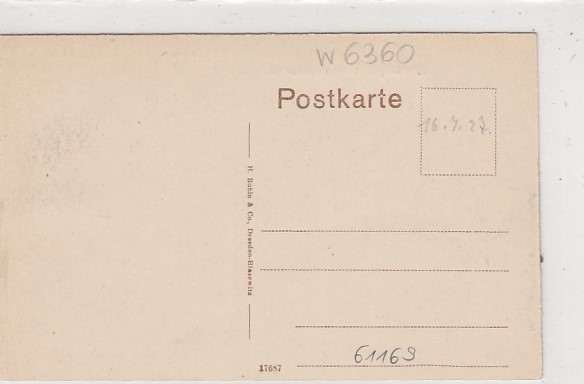 W 6360
Postkarte
16.7.27.
H. Rubin & Co., Dresden-Blasewitz
61169
17687